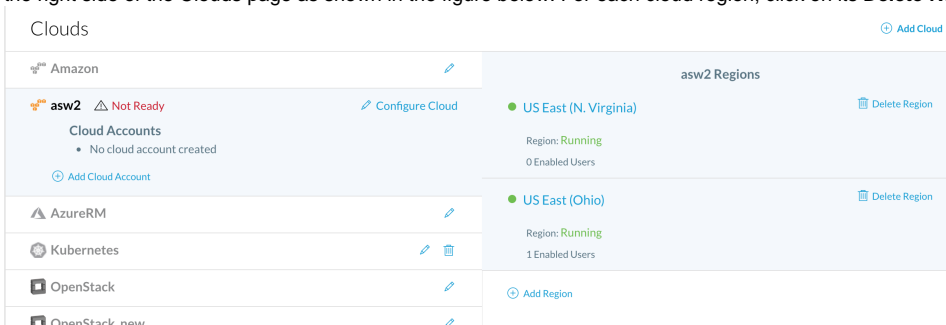 the right side of the Clouds page as shown in the figure below. For each cloud region, click on its Delete
Clouds
Add Cloud
Amazon
asw2 Not Ready Configure Cloud
Cloud Accounts
• No cloud account created
Add Cloud Account
AzureRM
Kubernetes
OpenStack
OpenStack new
asw2 Regions
US East (N. Virginia) Delete Region
Region: Running
0 Enabled Users
US East (Ohio) Delete Region
Region: Running
1 Enabled Users
Add Region